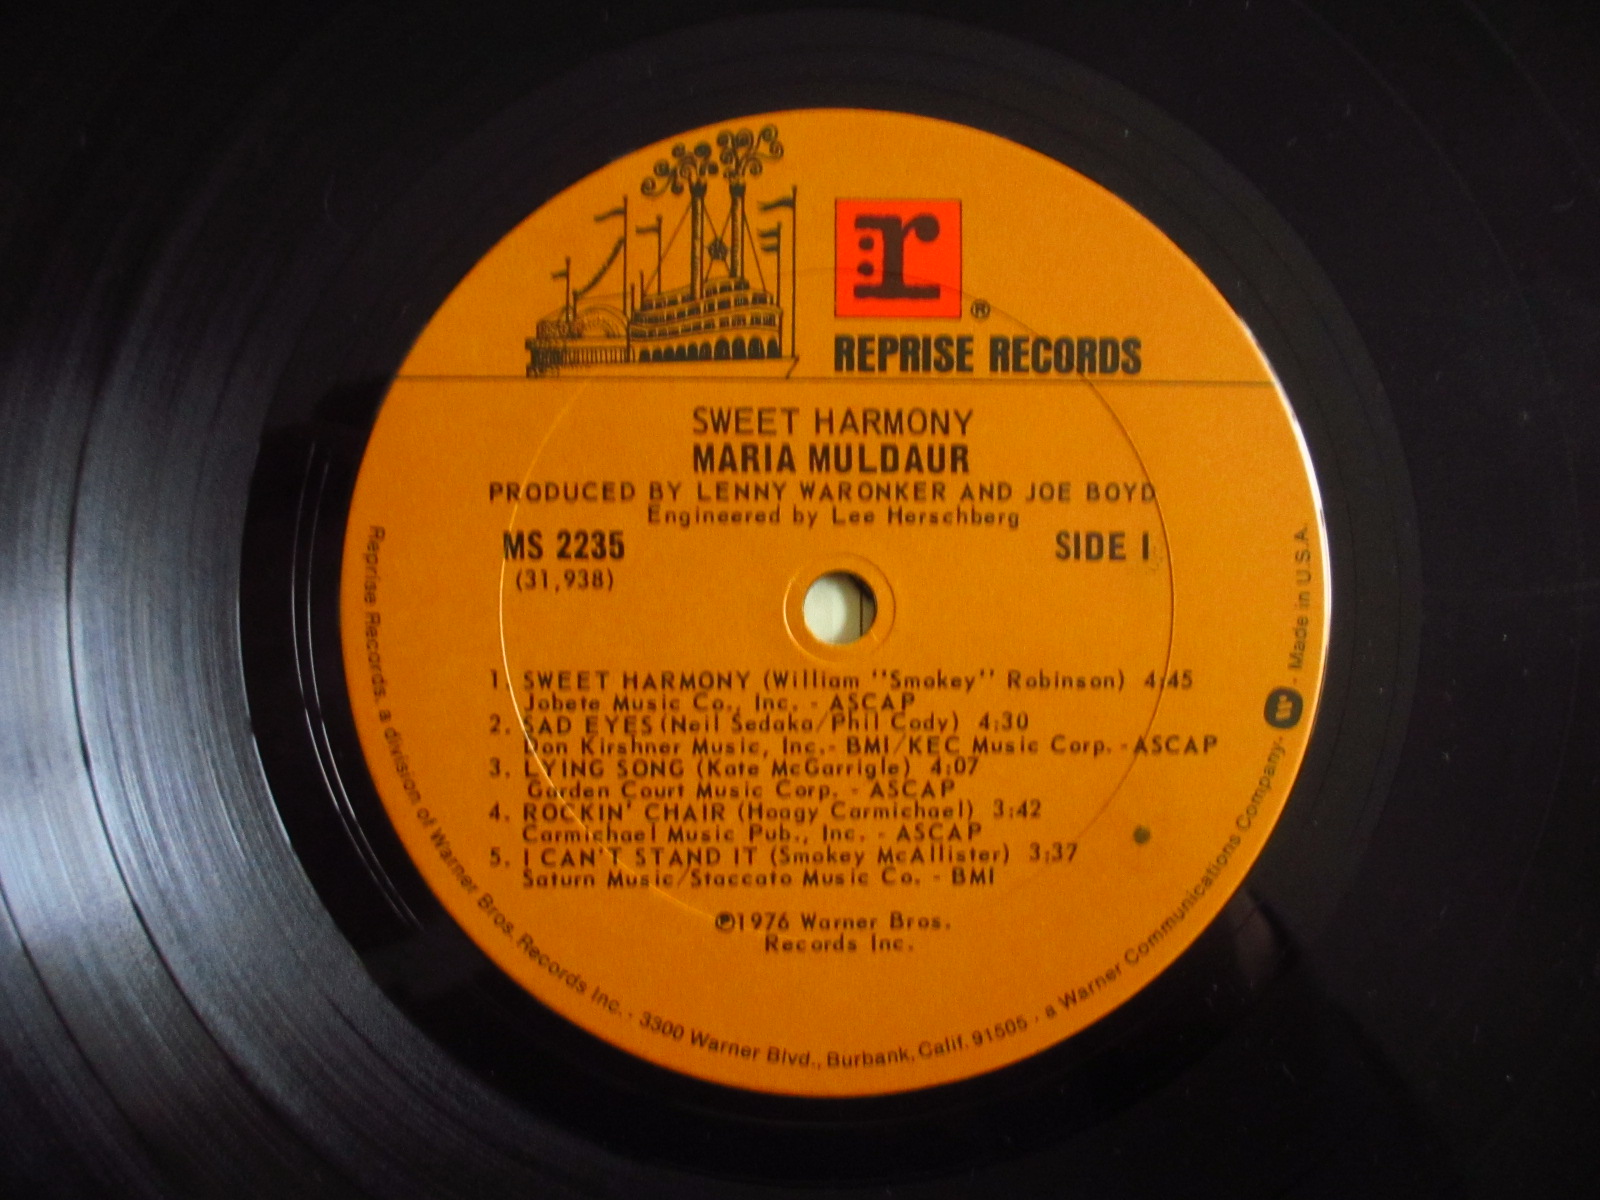 r
®
REPRISE RECORDS
SWEET HARMONY
MARIA MULDAUR
PRODUCED BY LENNY WARONKER AND JOE BOYD
Engineered by Lee Herschberg
MS 2235
SIDE 1
(31,938)
1. SWEET HARMONY (William "Smokey" Robinson) 4:45
Jobete Music Co., Inc. - ASCAP
2. SAD EYES (Neil Sedaka/Phil Cody) 4:30
Don Kirshner Music, Inc. - BMI/KEC Music Corp. - ASCAP
3. LYING SONG (Kate McGarrigle) 4:07
Garden Court Music Corp. - ASCAP
4. ROCKIN' CHAIR (Hoagy Carmichael) 3:42
Carmichael Music Pub., Inc. - ASCAP
5. I CAN'T STAND IT (Smokey McAllister) 3:37
Saturn Music/Staccato Music Co. - BMI
℗1976 Warner Bros.
Records Inc.
Reprise Records, a division of Warner Bros. Records Inc. · 3300 Warner Blvd., Burbank, Calif. 91505 · a Warner Communications Company · W · Made in U.S.A.